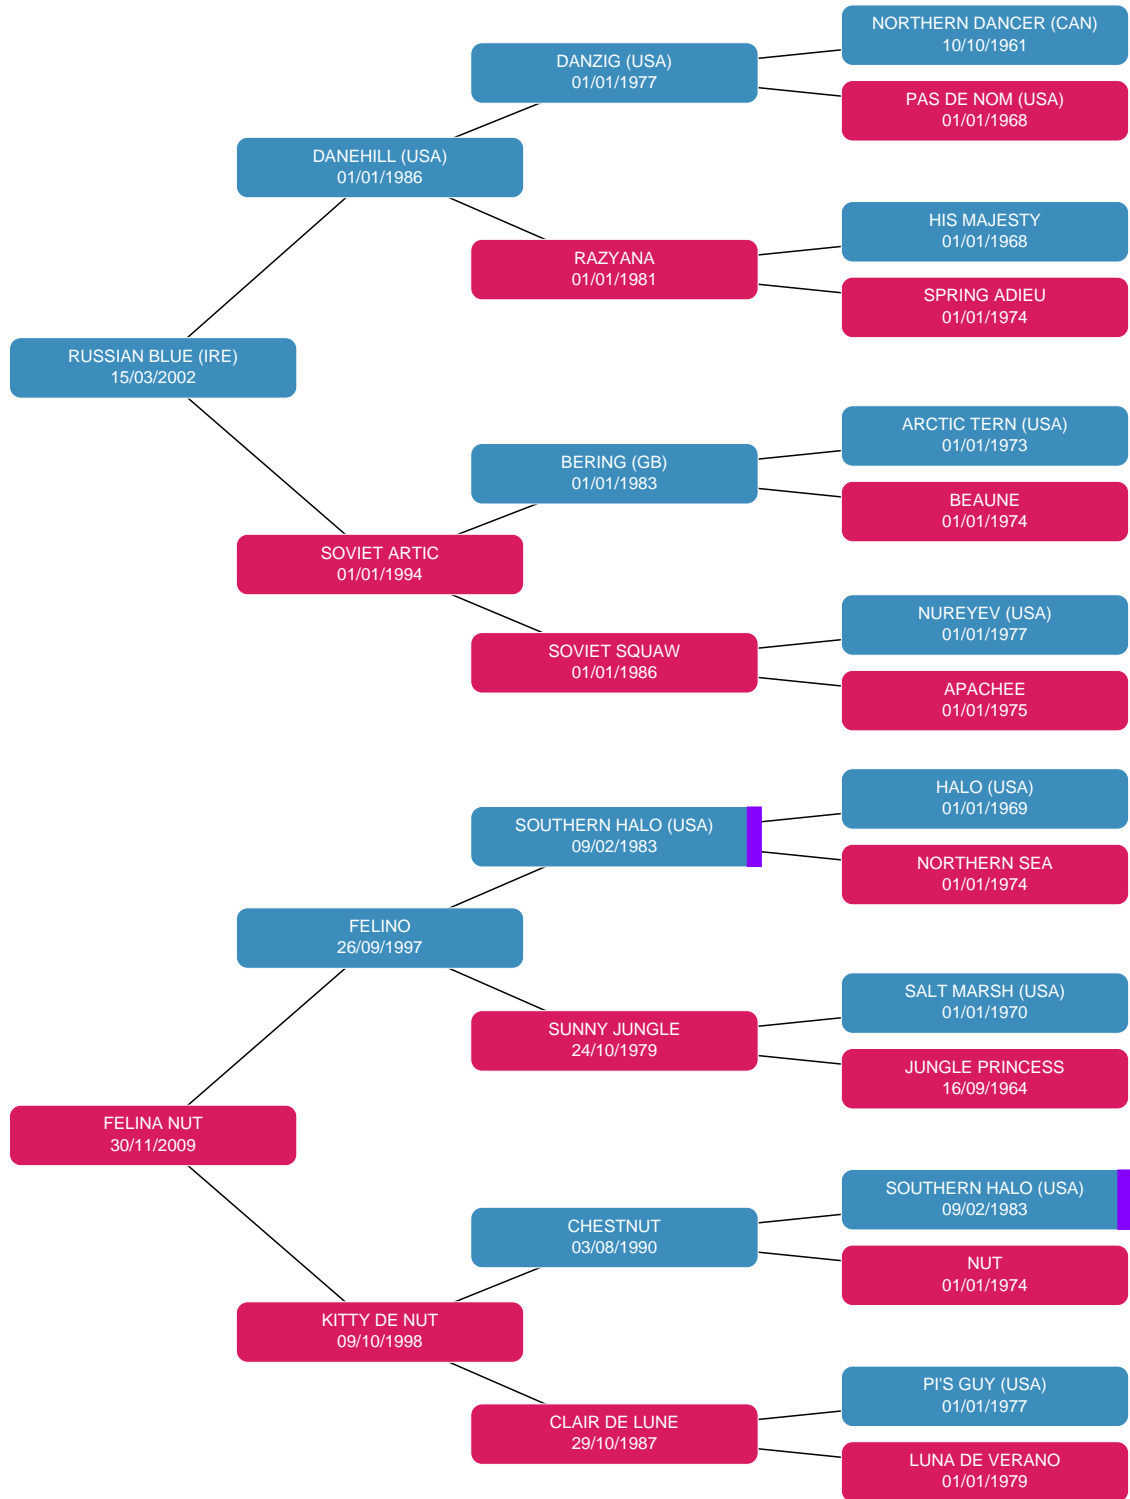 NORTHERN DANCER (CAN)
10/10/1961
DANZIG (USA)
01/01/1977
PAS DE NOM (USA)
01/01/1968
DANEHILL (USA)
01/01/1986
HIS MAJESTY
01/01/1968
RAZYANA
01/01/1981
SPRING ADIEU
01/01/1974
RUSSIAN BLUE (IRE)
15/03/2002
ARCTIC TERN (USA)
01/01/1973
BERING (GB)
01/01/1983
BEAUNE
01/01/1974
SOVIET ARTIC
01/01/1994
NUREYEV (USA)
01/01/1977
SOVIET SQUAW
01/01/1986
APACHEE
01/01/1975
HALO (USA)
01/01/1969
SOUTHERN HALO (USA)
09/02/1983
NORTHERN SEA
01/01/1974
FELINO
26/09/1997
SALT MARSH (USA)
01/01/1970
SUNNY JUNGLE
24/10/1979
JUNGLE PRINCESS
16/09/1964
FELINA NUT
30/11/2009
SOUTHERN HALO (USA)
09/02/1983
CHESTNUT
03/08/1990
NUT
01/01/1974
KITTY DE NUT
09/10/1998
PI'S GUY (USA)
01/01/1977
CLAIR DE LUNE
29/10/1987
LUNA DE VERANO
01/01/1979